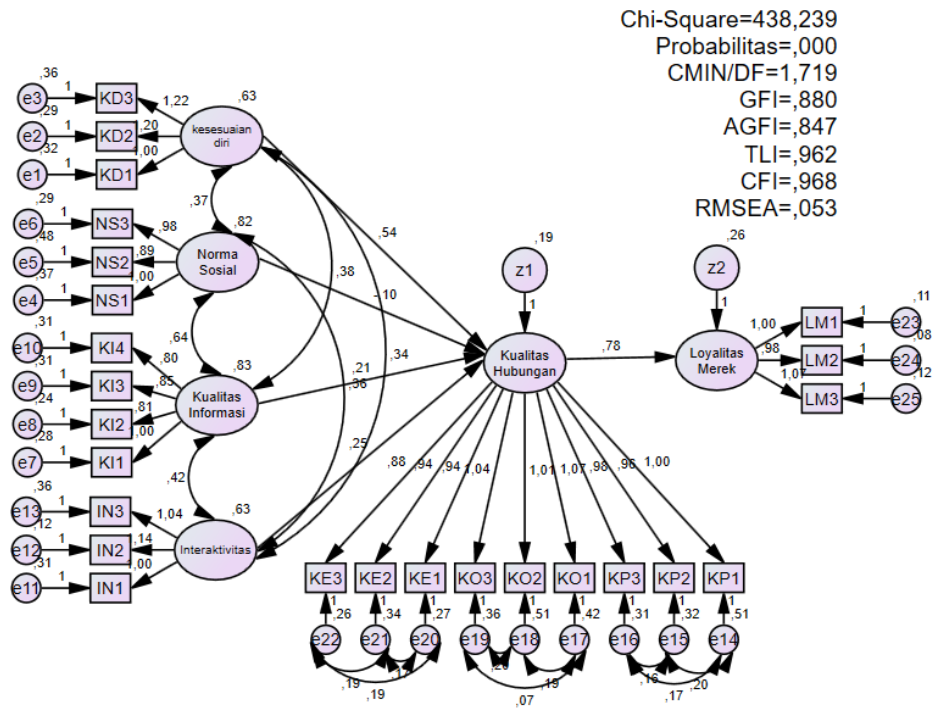 Chi-Square=438,239
Probabilitas=,000
CMIN/DF=1,719
GFI=,880
AGFI=,847
TLI=,962
CFI=,968
RMSEA=,053
,36
e3
1
KD3
1,22
,63
kesesuaian
diri
,29
e2
1
KD2
1,20
,32
e1
1
KD1
1,00
,37
,29
e6
1
NS3
,98
,82
Norma
Sosial
,48
e5
1
NS2
,89
,37
e4
1
NS1
1,00
,64
,38
,54
-,10
,34
,36
,21
,25
,31
e10
1
KI4
,80
,83
Kualitas
Informasi
,31
e9
1
KI3
,85
,24
e8
1
KI2
,81
,28
e7
1
KI1
1,00
,42
,36
e13
1
IN3
1,04
,63
Interaktivitas
,12
e12
1
IN2
1,14
,31
e11
1
IN1
1,00
,19
z1
1
Kualitas
Hubungan
,78
,26
z2
1
Loyalitas
Merek
1,00
LM1
1
,11
e23
,98
LM2
1
,08
e24
1,07
LM3
1
,12
e25
,88
,94
,94
1,04
1,01
1,07
,98
,96
1,00
KE3
KE2
KE1
KO3
KO2
KO1
KP3
KP2
KP1
1
1
1
1
1
1
1
1
1
,26
,34
,27
,36
,51
,42
,31
,32
,51
e22
e21
e20
e19
e18
e17
e16
e15
e14
,19
,19
,07
,19
,16
,17
,20